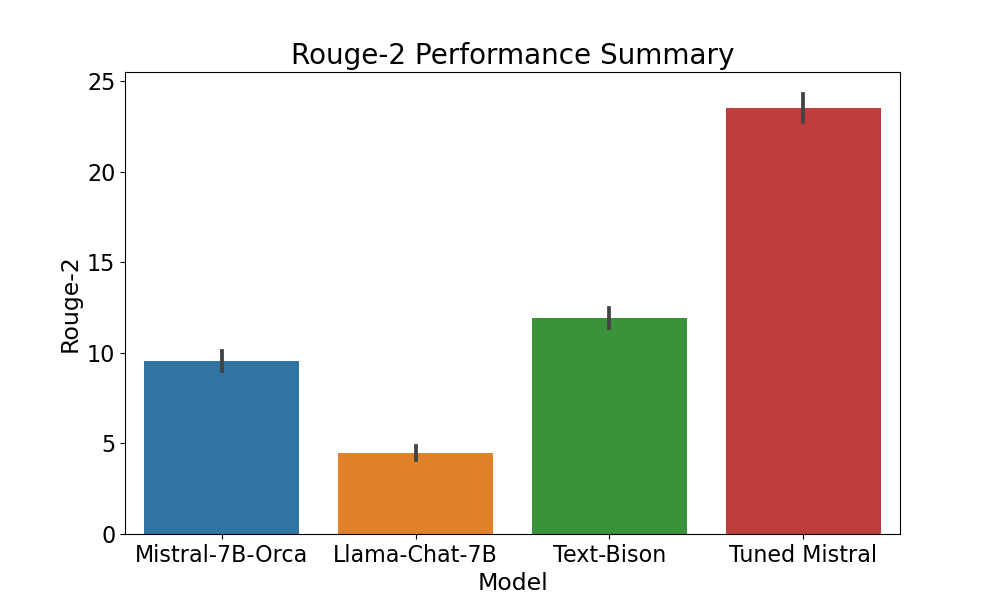 Rouge-2 Performance Summary
25
20
15
10
5
0
Rouge-2
Mistral-7B-Orca Llama-Chat-7B Text-Bison Tuned Mistral
Model